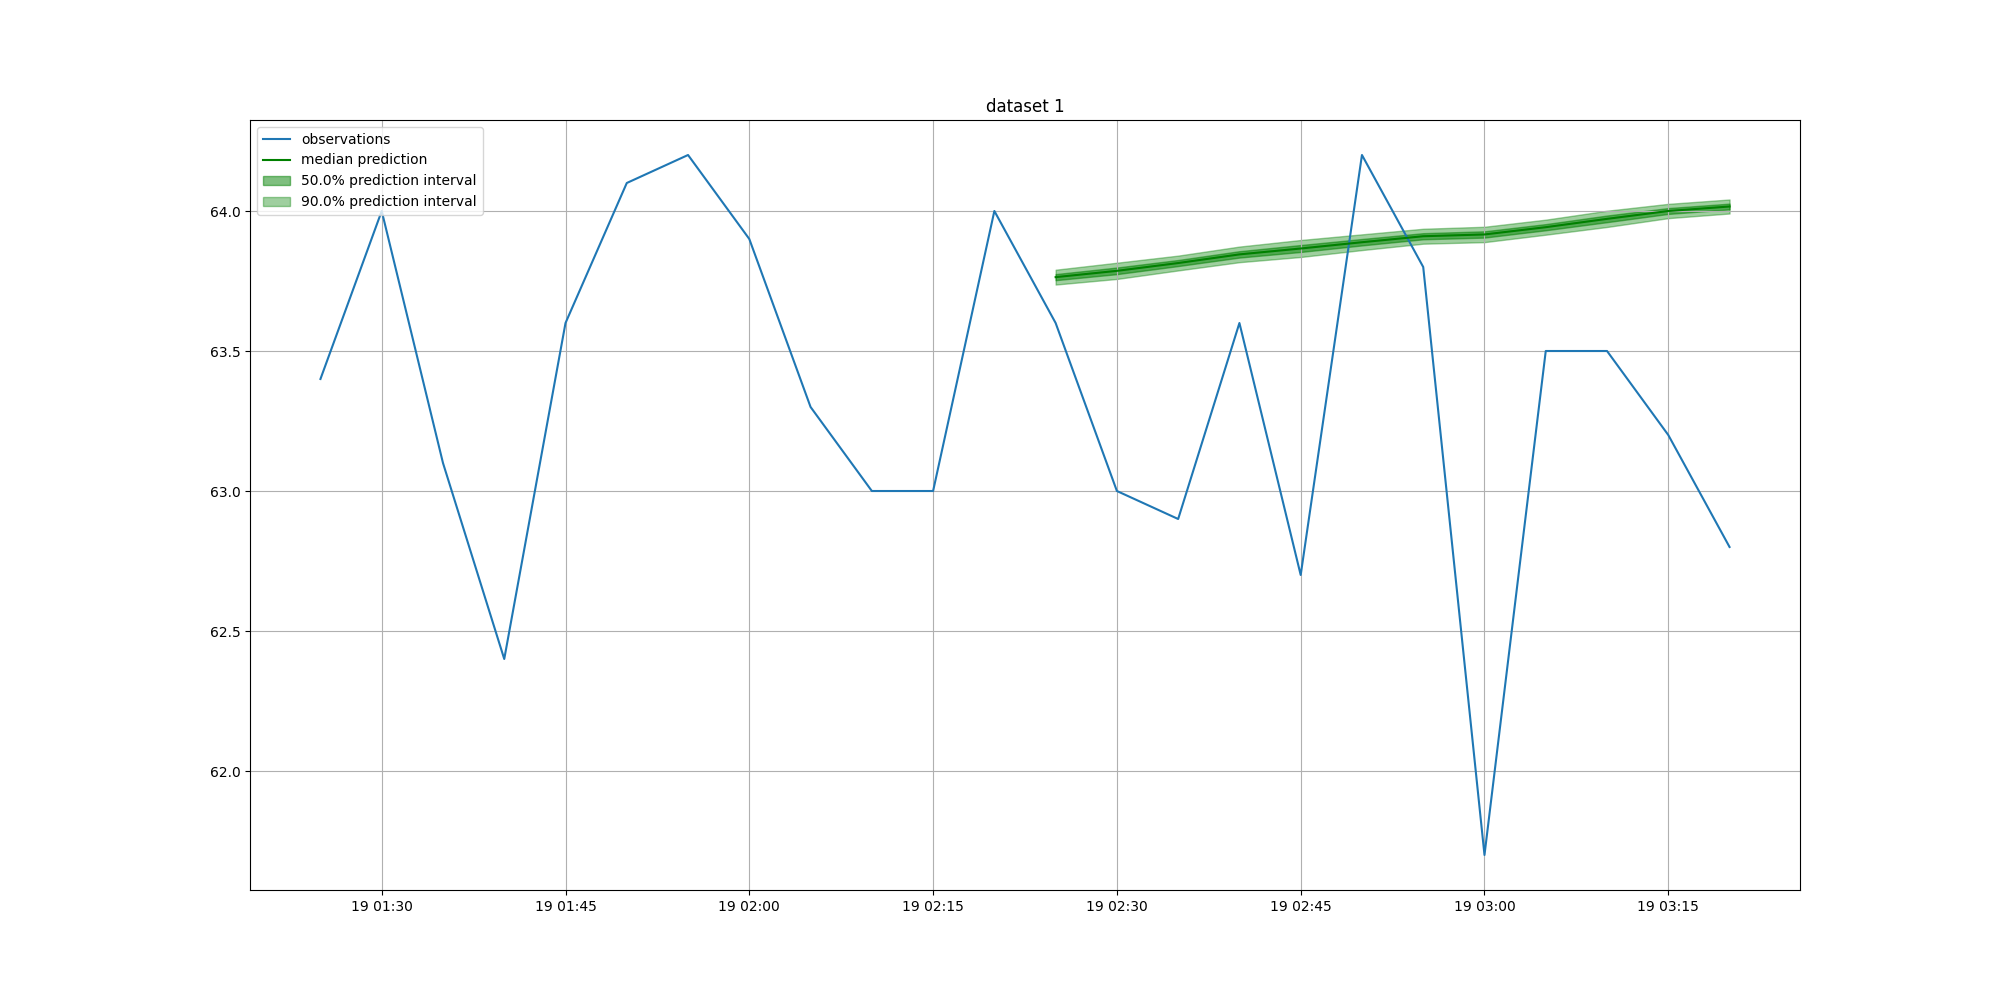 dataset 1
observations
median prediction
50.0% prediction interval
90.0% prediction interval
64.0
63.5
63.0
62.5
62.0
19 01:30 19 01:45 19 02:00 19 02:15 19 02:30 19 02:45 19 03:00 19 03:15